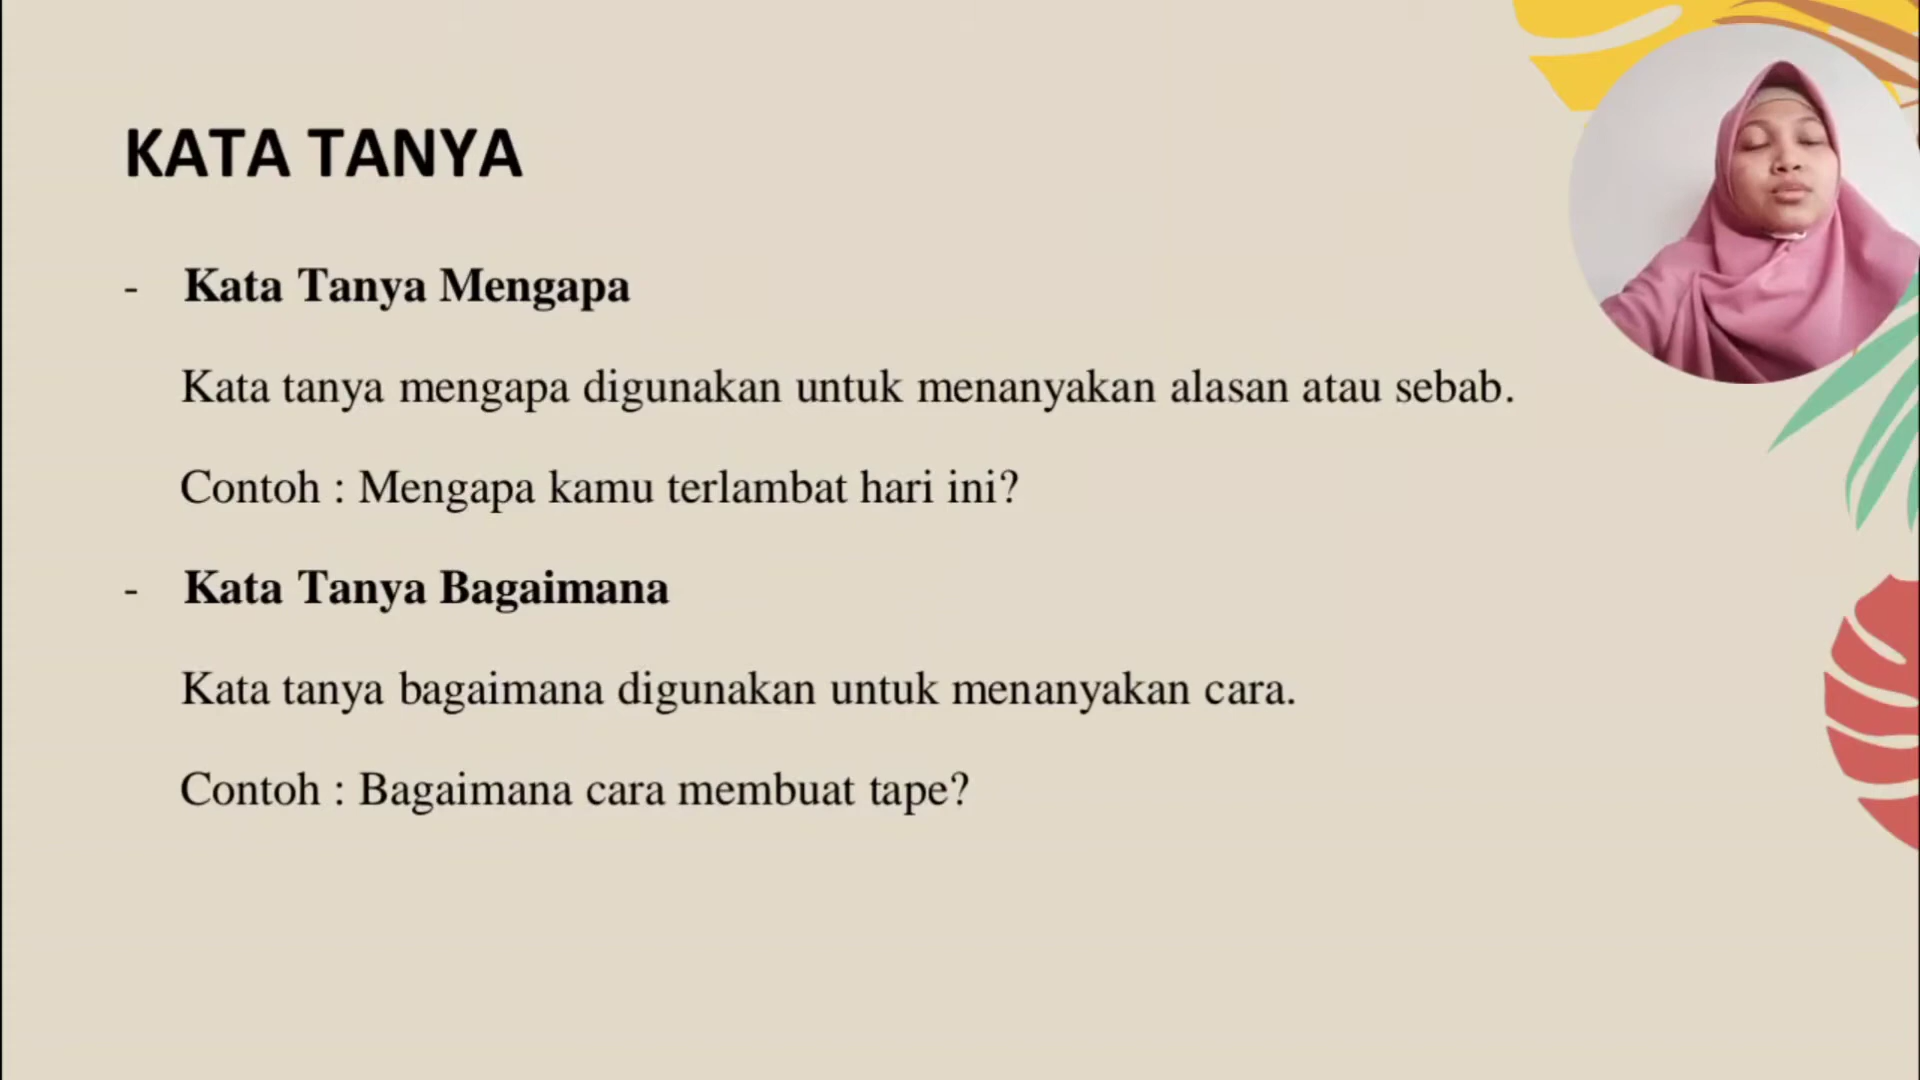 KATA TANYA
- Kata Tanya Mengapa
Kata tanya mengapa digunakan untuk menanyakan alasan atau sebab.
Contoh : Mengapa kamu terlambat hari ini?
- Kata Tanya Bagaimana
Kata tanya bagaimana digunakan untuk menanyakan cara.
Contoh : Bagaimana cara membuat tape?